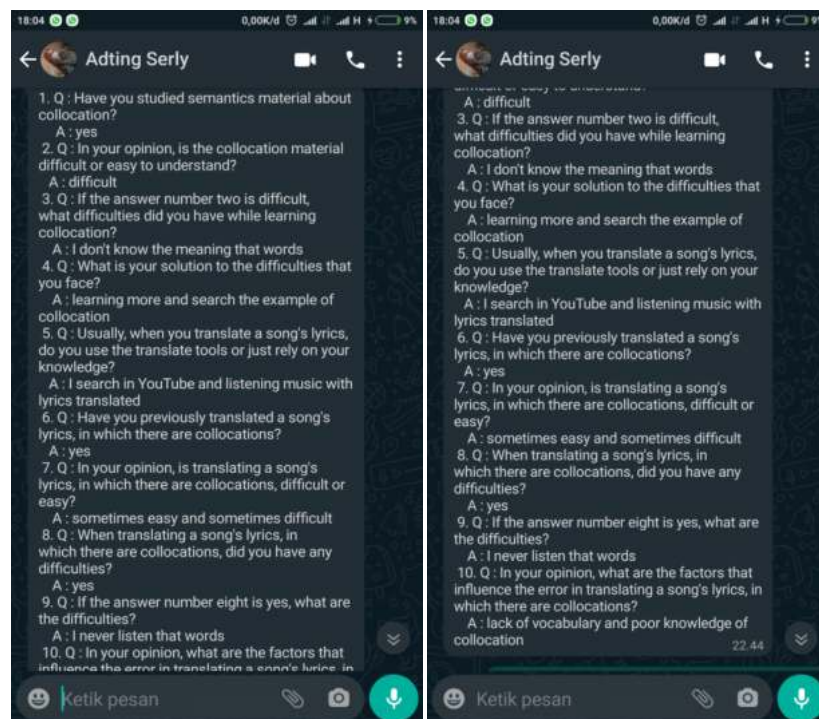 18:04
0,00K/d
9%
Adting Serly
1. Q : Have you studied semantics material about
collocation?
A : yes
2. Q : In your opinion, is the collocation material
difficult or easy to understand?
A : difficult
3. Q : If the answer number two is difficult,
what difficulties did you have while learning
collocation?
A : I don't know the meaning that words
4. Q : What is your solution to the difficulties that
you face?
A : learning more and search the example of
collocation
5. Q : Usually, when you translate a song's lyrics,
do you use the translate tools or just rely on your
knowledge?
A : I search in YouTube and listening music with
lyrics translated
6. Q : Have you previously translated a song's
lyrics, in which there are collocations?
A : yes
7. Q : In your opinion, is translating a song's
lyrics, in which there are collocations, difficult or
easy?
A : sometimes easy and sometimes difficult
8. Q : When translating a song's lyrics, in
which there are collocations, did you have any
difficulties?
A : yes
9. Q : If the answer number eight is yes, what are
the difficulties?
A : I never listen that words
10. Q : In your opinion, what are the factors that
influence the error in translating a song's lyrics, in
Ketik pesan
18:04
0,00K/d
Adting Serly
difficult or easy to understand?
A : difficult
3. Q : If the answer number two is difficult,
what difficulties did you have while learning
collocation?
A : I don't know the meaning that words
4. Q : What is your solution to the difficulties that
you face?
A : learning more and search the example of
collocation
5. Q : Usually, when you translate a song's lyrics,
do you use the translate tools or just rely on your
knowledge?
A : I search in YouTube and listening music with
lyrics translated
6. Q : Have you previously translated a song's
lyrics, in which there are collocations?
A : yes
7. Q : In your opinion, is translating a song's
lyrics, in which there are collocations, difficult or
easy?
A : sometimes easy and sometimes difficult
8. Q : When translating a song's lyrics, in
which there are collocations, did you have any
difficulties?
A : yes
9. Q : If the answer number eight is yes, what are
the difficulties?
A : I never listen that words
10. Q : In your opinion, what are the factors that
influence the error in translating a song's lyrics, in
which there are collocations?
A : lack of vocabulary and poor knowledge of
collocation
22.44
Ketik pesan